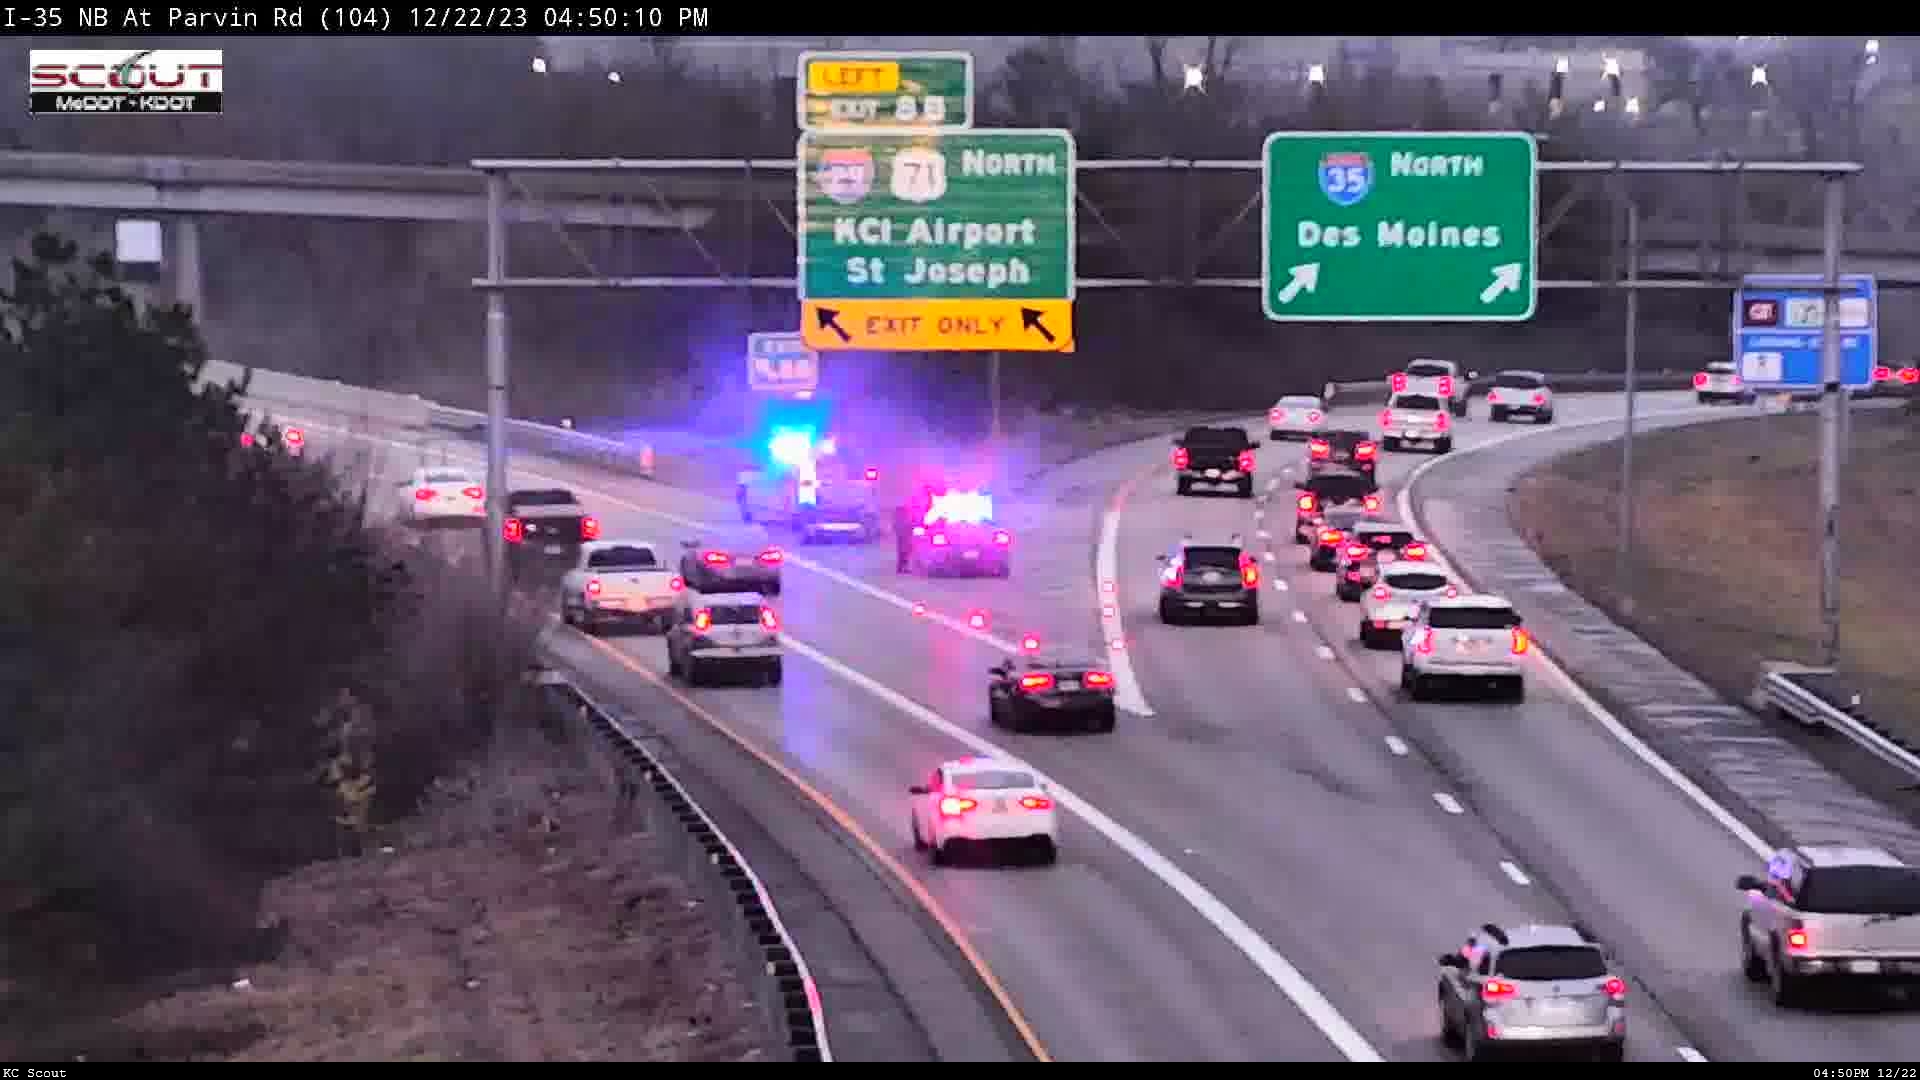 I-35 NB At Parvin Rd (104) 12/22/23 04:50:10 PM
SCOUT
MoDOT - KDOT
LEFT
EXIT 8B
29 71 NORTH
KCI Airport
St Joseph
EXIT ONLY
35 NORTH
Des Moines
EXIT
KC Scout
04:50PM 12/22